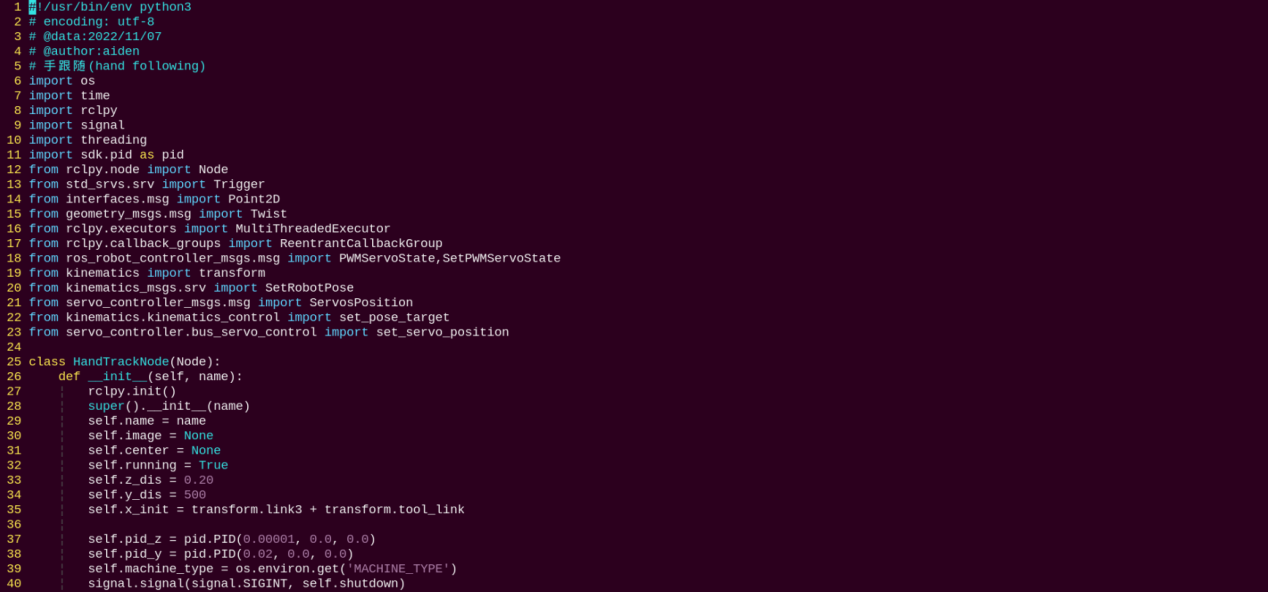 1 #!/usr/bin/env python3
2 # encoding: utf-8
3 # @data:2022/11/07
4 # @author:aiden
5 # 手跟随(hand following)
6 import os
7 import time
8 import rclpy
9 import signal
10 import threading
11 import sdk.pid as pid
12 from rclpy.node import Node
13 from std_srvs.srv import Trigger
14 from interfaces.msg import Point2D
15 from geometry_msgs.msg import Twist
16 from rclpy.executors import MultiThreadedExecutor
17 from rclpy.callback_groups import ReentrantCallbackGroup
18 from ros_robot_controller_msgs.msg import PWMServoState,SetPWMServoState
19 from kinematics import transform
20 from kinematics_msgs.srv import SetRobotPose
21 from servo_controller_msgs.msg import ServosPosition
22 from kinematics.kinematics_control import set_pose_target
23 from servo_controller.bus_servo_control import set_servo_position
24
25 class HandTrackNode(Node):
26     def __init__(self, name):
27     ¦   rclpy.init()
28     ¦   super().__init__(name)
29     ¦   self.name = name
30     ¦   self.image = None
31     ¦   self.center = None
32     ¦   self.running = True
33     ¦   self.z_dis = 0.20
34     ¦   self.y_dis = 500
35     ¦   self.x_init = transform.link3 + transform.tool_link
36     ¦
37     ¦   self.pid_z = pid.PID(0.00001, 0.0, 0.0)
38     ¦   self.pid_y = pid.PID(0.02, 0.0, 0.0)
39     ¦   self.machine_type = os.environ.get('MACHINE_TYPE')
40     ¦   signal.signal(signal.SIGINT, self.shutdown)